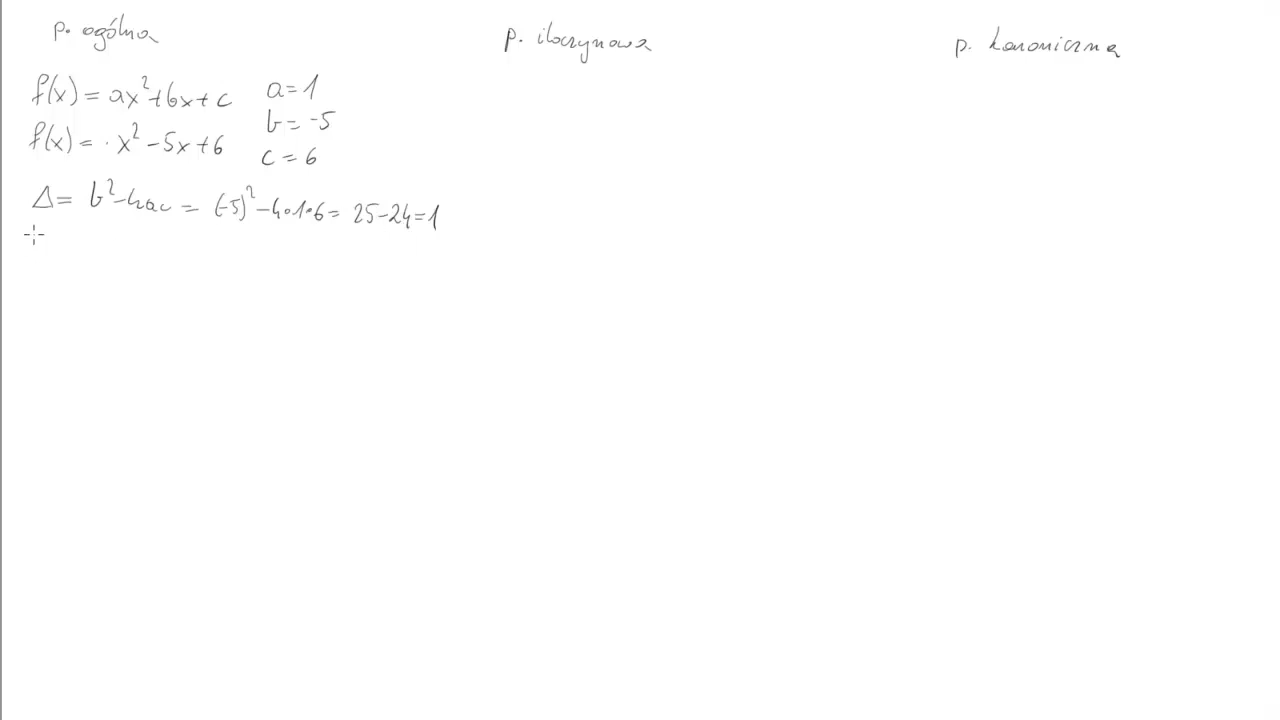 p. ogólna
p. iloczynowa
p. kanoniczna
f(x) = ax²+bx+c
a=1
b=-5
f(x) = x²-5x+6
c=6
Δ= b²-4ac = (-5)²-4•1•6= 25-24=1